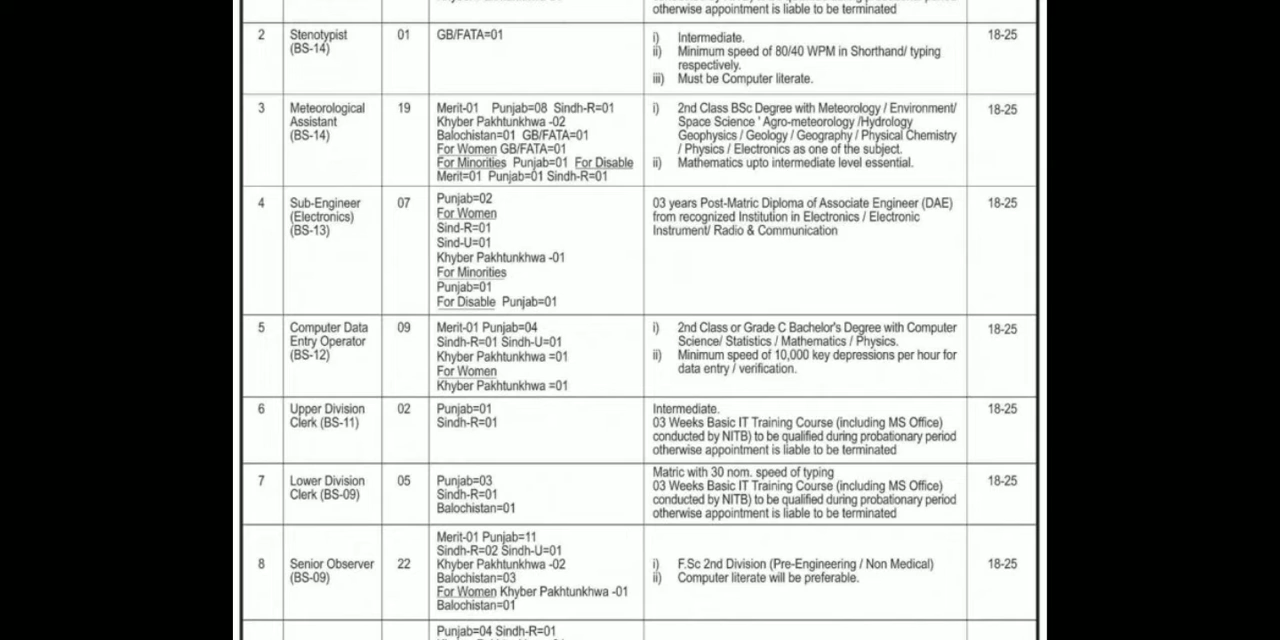 otherwise appointment is liable to be terminated
2 Stenotypist (BS-14) 01 GB/FATA=01 18-25
i) Intermediate.
ii) Minimum speed of 80/40 WPM in Shorthand/ typing
respectively.
iii) Must be Computer literate.
3 Meteorological Assistant (BS-14) 19
Merit-01 Punjab=08 Sindh-R=01
Khyber Pakhtunkhwa -02
Balochistan=01 GB/FATA=01
For Women GB/FATA=01
For Minorities Punjab=01 For Disable
Merit=01 Punjab=01 Sindh-R=01
i) 2nd Class BSc Degree with Meteorology / Environment/
Space Science ' Agro-meteorology /Hydrology
Geophysics / Geology / Geography / Physical Chemistry
/ Physics / Electronics as one of the subject.
ii) Mathematics upto intermediate level essential.
18-25
4 Sub-Engineer (Electronics) (BS-13) 07
Punjab=02
For Women
Sind-R=01
Sind-U=01
Khyber Pakhtunkhwa -01
For Minorities
Punjab=01
For Disable Punjab=01
03 years Post-Matric Diploma of Associate Engineer (DAE)
from recognized Institution in Electronics / Electronic
Instrument/ Radio & Communication
18-25
5 Computer Data Entry Operator (BS-12) 09
Merit-01 Punjab=04
Sindh-R=01 Sindh-U=01
Khyber Pakhtunkhwa =01
For Women
Khyber Pakhtunkhwa =01
i) 2nd Class or Grade C Bachelor's Degree with Computer
Science/ Statistics / Mathematics / Physics.
ii) Minimum speed of 10,000 key depressions per hour for
data entry / verification.
18-25
6 Upper Division Clerk (BS-11) 02
Punjab=01
Sindh-R=01
Intermediate.
03 Weeks Basic IT Training Course (including MS Office)
conducted by NITB) to be qualified during probationary period
otherwise appointment is liable to be terminated
18-25
7 Lower Division Clerk (BS-09) 05
Punjab=03
Sindh-R=01
Balochistan=01
Matric with 30 nom. speed of typing
03 Weeks Basic IT Training Course (including MS Office)
conducted by NITB) to be qualified during probationary period
otherwise appointment is liable to be terminated
18-25
8 Senior Observer (BS-09) 22
Merit-01 Punjab=11
Sindh-R=02 Sindh-U=01
Khyber Pakhtunkhwa -02
Balochistan=03
For Women Khyber Pakhtunkhwa -01
Balochistan=01
i) F.Sc 2nd Division (Pre-Engineering / Non Medical)
ii) Computer literate will be preferable.
18-25
Punjab=04 Sindh-R=01